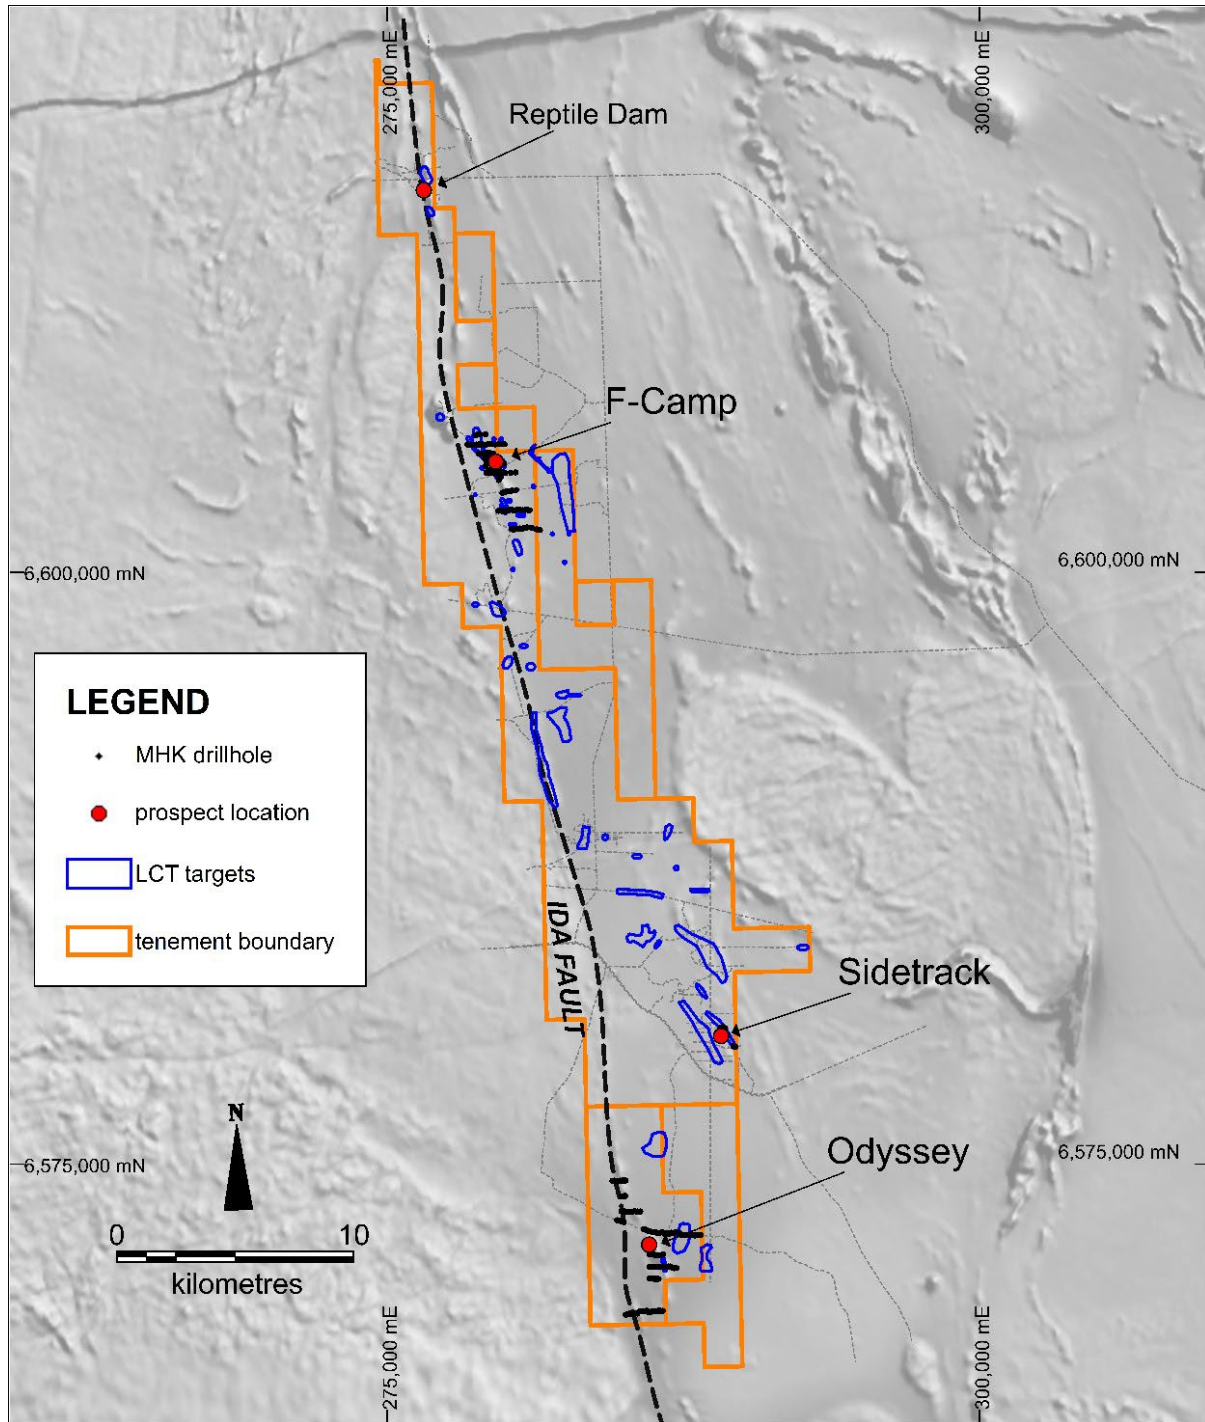 275,000 mE
300,000 mE
Reptile Dam
F-Camp
6,600,000 mN
6,600,000 mN
LEGEND
MHK drillhole
prospect location
LCT targets
tenement boundary
IDA FAULT
Sidetrack
N
Odyssey
6,575,000 mN
6,575,000 mN
0 10
kilometres
275,000 mE
300,000 mE